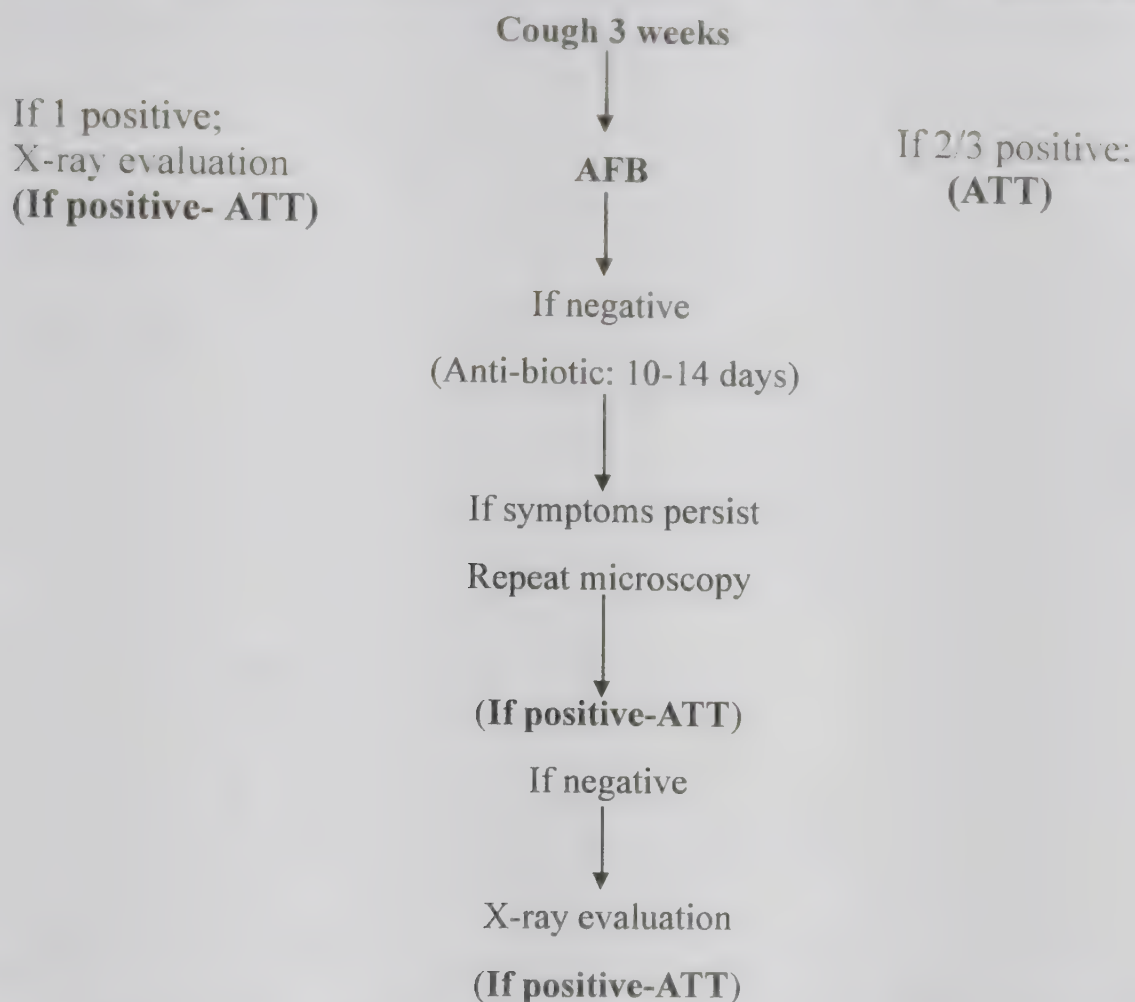 Cough 3 weeks
If 1 positive;
X-ray evaluation
(If positive- ATT)
AFB
If 2/3 positive:
(ATT)
If negative
(Anti-biotic: 10-14 days)
If symptoms persist
Repeat microscopy
(If positive-ATT)
If negative
X-ray evaluation
(If positive-ATT)